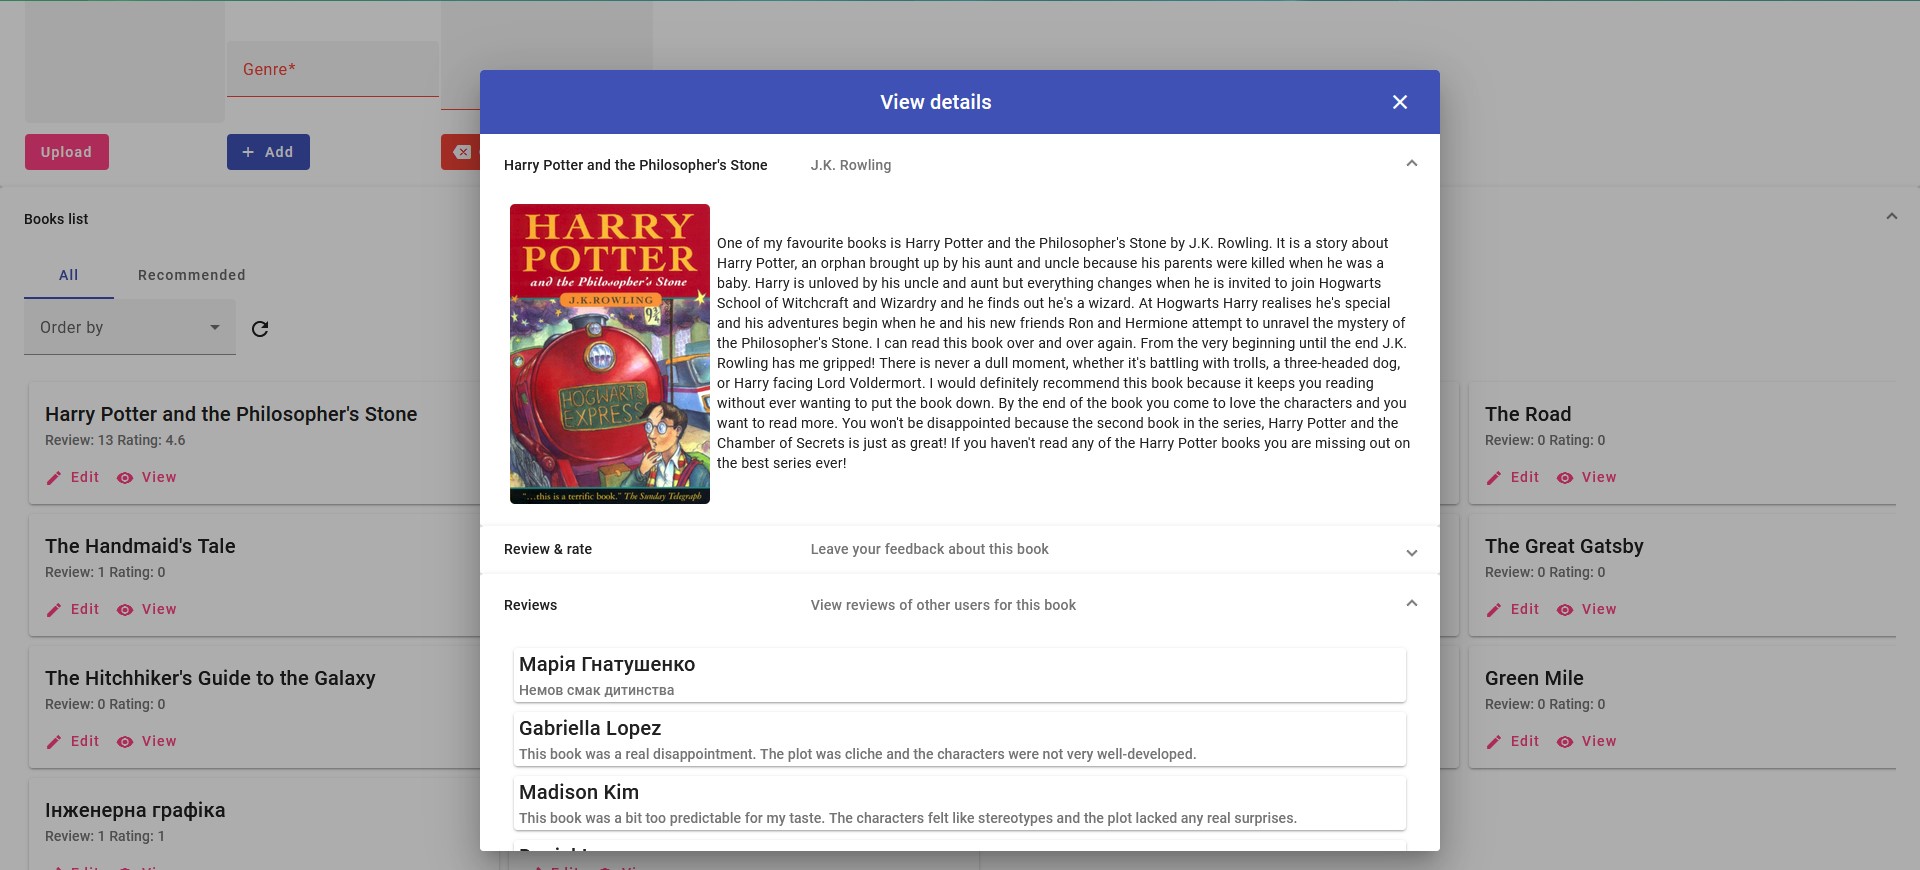 Genre*
Upload
Add
Books list
All
Recommended
Order by
Harry Potter and the Philosopher's Stone
Review: 13 Rating: 4.6
Edit
View
The Handmaid's Tale
Review: 1 Rating: 0
Edit
View
The Hitchhiker's Guide to the Galaxy
Review: 0 Rating: 0
Edit
View
Інженерна графіка
Review: 1 Rating: 1
View details
Harry Potter and the Philosopher's Stone
J.K. Rowling
HARRY
POTTER
and the Philosopher's Stone
J.K.ROWLING
9¾
HOGWARTS
EXPRESS
"...this is a terrific book." The Sunday Telegraph
One of my favourite books is Harry Potter and the Philosopher's Stone by J.K. Rowling. It is a story about
Harry Potter, an orphan brought up by his aunt and uncle because his parents were killed when he was a
baby. Harry is unloved by his uncle and aunt but everything changes when he is invited to join Hogwarts
School of Witchcraft and Wizardry and he finds out he's a wizard. At Hogwarts Harry realises he's special
and his adventures begin when he and his new friends Ron and Hermione attempt to unravel the mystery of
the Philosopher's Stone. I can read this book over and over again. From the very beginning until the end J.K.
Rowling has me gripped! There is never a dull moment, whether it's battling with trolls, a three-headed dog,
or Harry facing Lord Voldermort. I would definitely recommend this book because it keeps you reading
without ever wanting to put the book down. By the end of the book you come to love the characters and you
want to read more. You won't be disappointed because the second book in the series, Harry Potter and the
Chamber of Secrets is just as great! If you haven't read any of the Harry Potter books you are missing out on
the best series ever!
Review & rate
Leave your feedback about this book
Reviews
View reviews of other users for this book
Марія Гнатушенко
Немов смак дитинства
Gabriella Lopez
This book was a real disappointment. The plot was cliche and the characters were not very well-developed.
Madison Kim
This book was a bit too predictable for my taste. The characters felt like stereotypes and the plot lacked any real surprises.
The Road
Review: 0 Rating: 0
Edit
View
The Great Gatsby
Review: 0 Rating: 0
Edit
View
Green Mile
Review: 0 Rating: 0
Edit
View